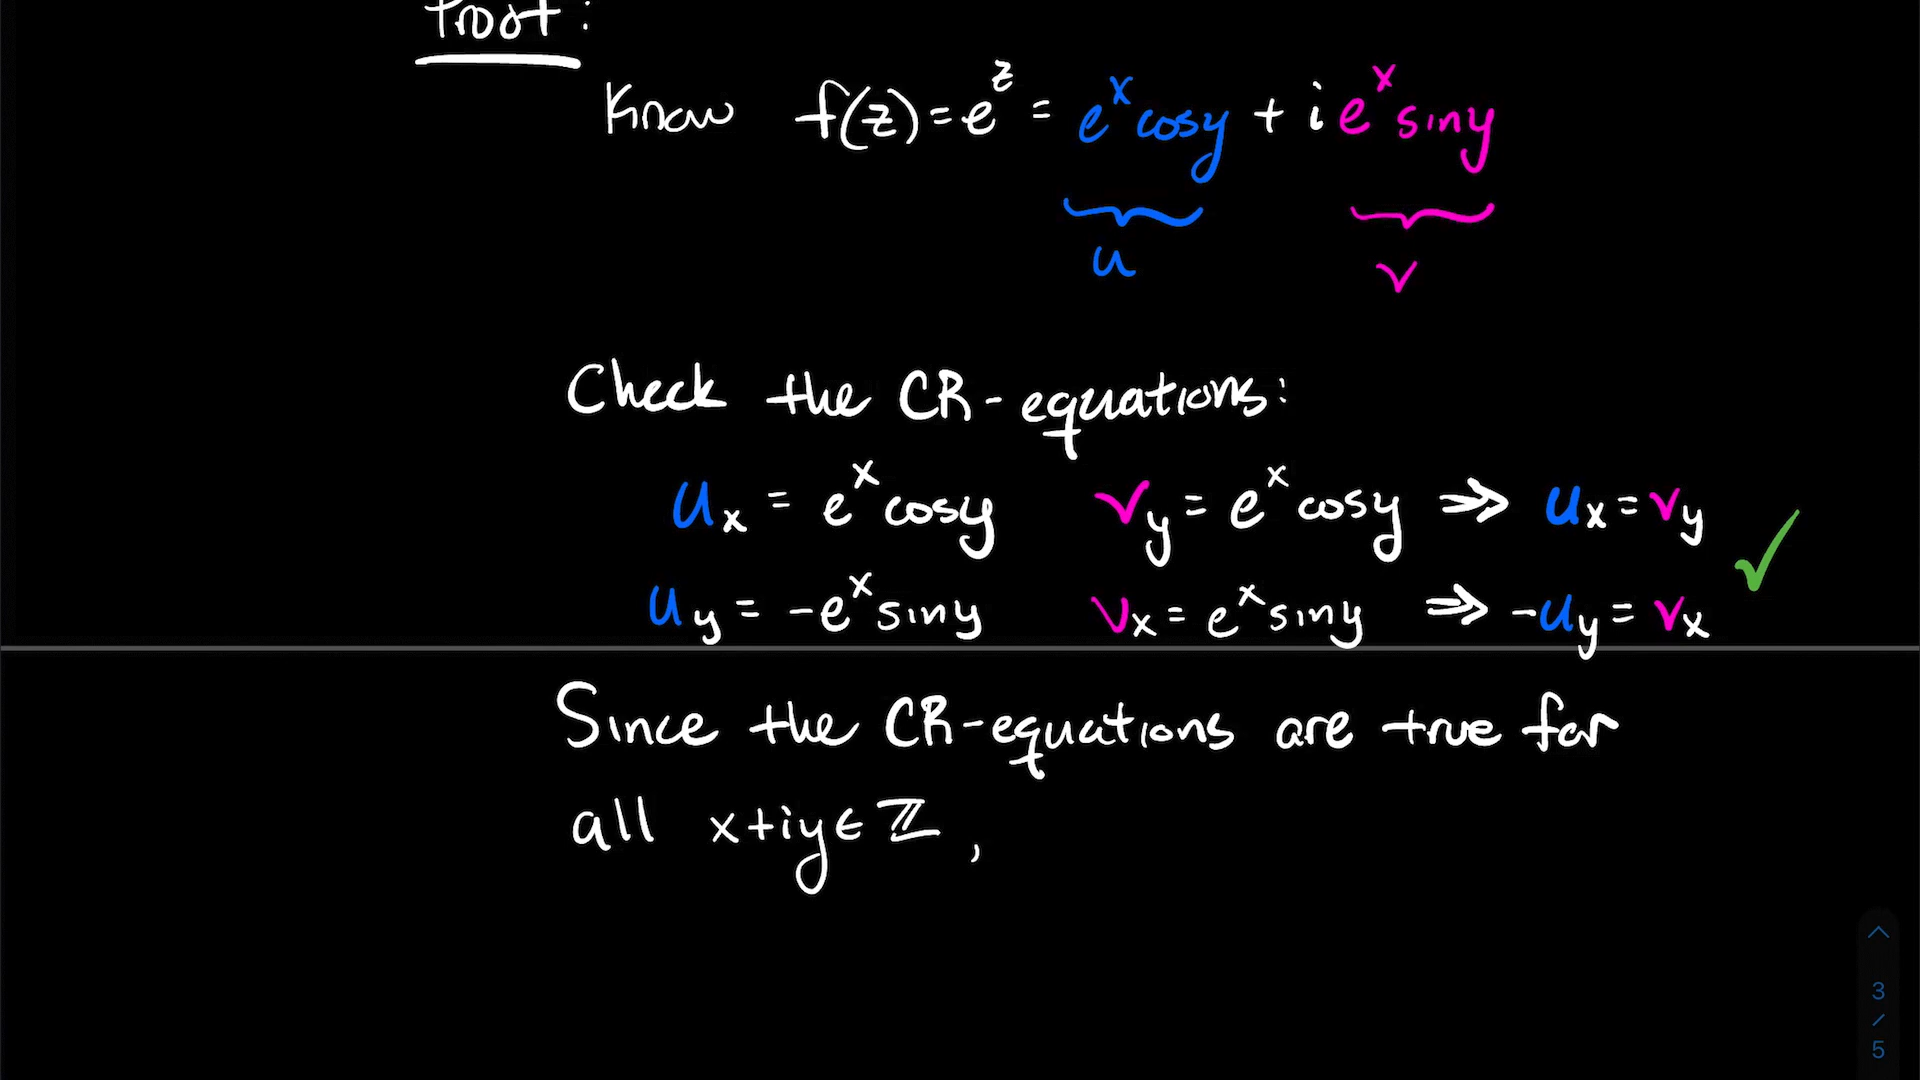 Proof:
Know f(z) = e^z = e^x cosy + i e^x siny
u v
Check the CR-equations:
u_x = e^x cosy v_y = e^x cosy ⇒ u_x = v_y ✓
u_y = -e^x siny v_x = e^x siny ⇒ -u_y = v_x
Since the CR-equations are true for
all x+iy ∈ ℤ,
3
/
5